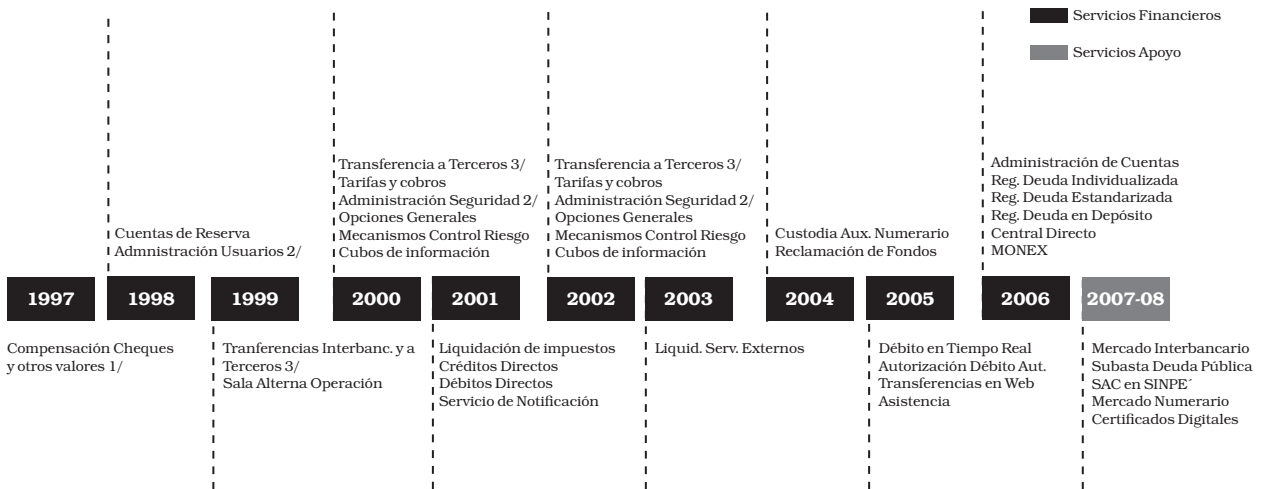 Servicios Financieros
Servicios Apoyo
Transferencia a Terceros 3/
Tarifas y cobros
Administración Seguridad 2/
Opciones Generales
Mecanismos Control Riesgo
Cubos de información
Transferencia a Terceros 3/
Tarifas y cobros
Administración Seguridad 2/
Opciones Generales
Mecanismos Control Riesgo
Cubos de información
Administración de Cuentas
Reg. Deuda Individualizada
Reg. Deuda Estandarizada
Reg. Deuda en Depósito
Central Directo
MONEX
Cuentas de Reserva
Admnistración Usuarios 2/
Custodia Aux. Numerario
Reclamación de Fondos
1997
1998
1999
2000
2001
2002
2003
2004
2005
2006
2007-08
Compensación Cheques
y otros valores 1/
Tranferencias Interbanc. y a
Terceros 3/
Sala Alterna Operación
Liquidación de impuestos
Créditos Directos
Débitos Directos
Servicio de Notificación
Liquid. Serv. Externos
Débito en Tiempo Real
Autorización Débito Aut.
Transferencias en Web
Asistencia
Mercado Interbancario
Subasta Deuda Pública
SAC en SINPE´
Mercado Numerario
Certificados Digitales